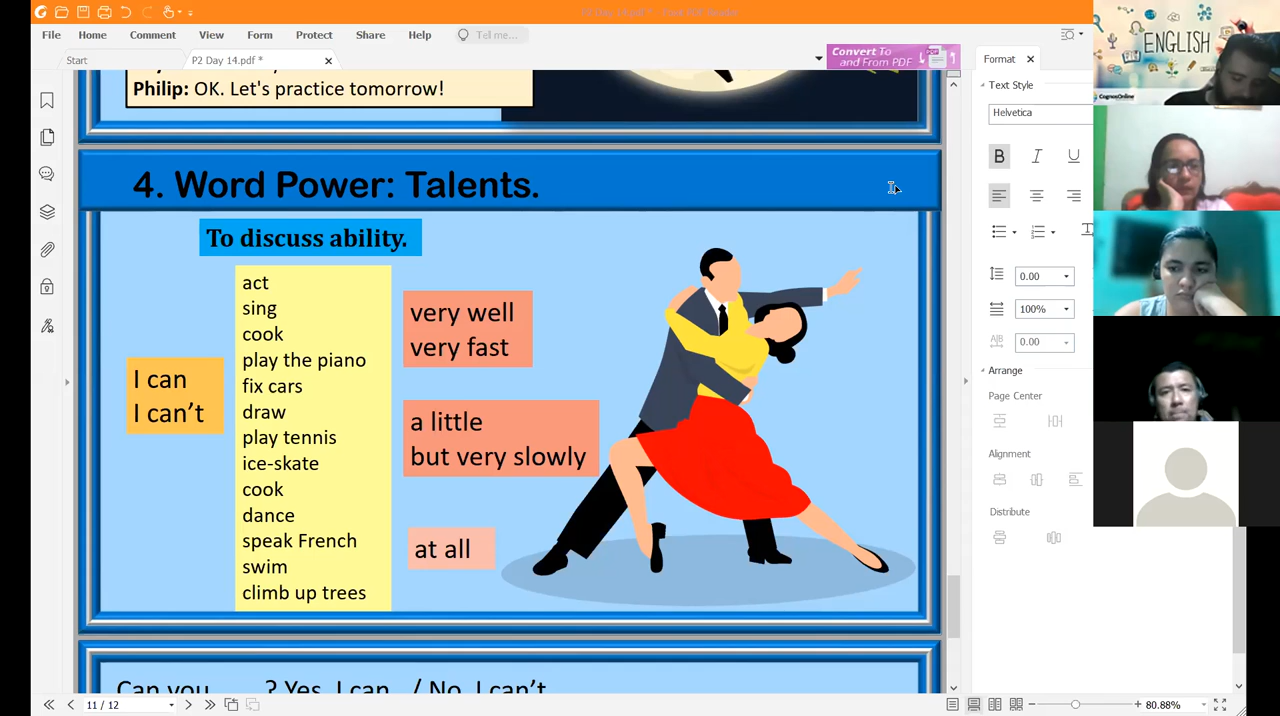 File Home Comment View Form Protect Share Help Tell me...
Convert To
and From PDF
Start
P2 Day 14.pdf *
Philip: OK. Let's practice tomorrow!
4. Word Power: Talents.
To discuss ability.
I can
I can't
act
sing
cook
play the piano
fix cars
draw
play tennis
ice-skate
cook
dance
speak French
swim
climb up trees
very well
very fast
a little
but very slowly
at all
Can you ? Yes, I can. / No, I can't
11 / 12
80.88%
Format
Text Style
Helvetica
B I U
0.00
100%
0.00
Arrange
Page Center
Alignment
Distribute
ENGLISH
CognosOnline